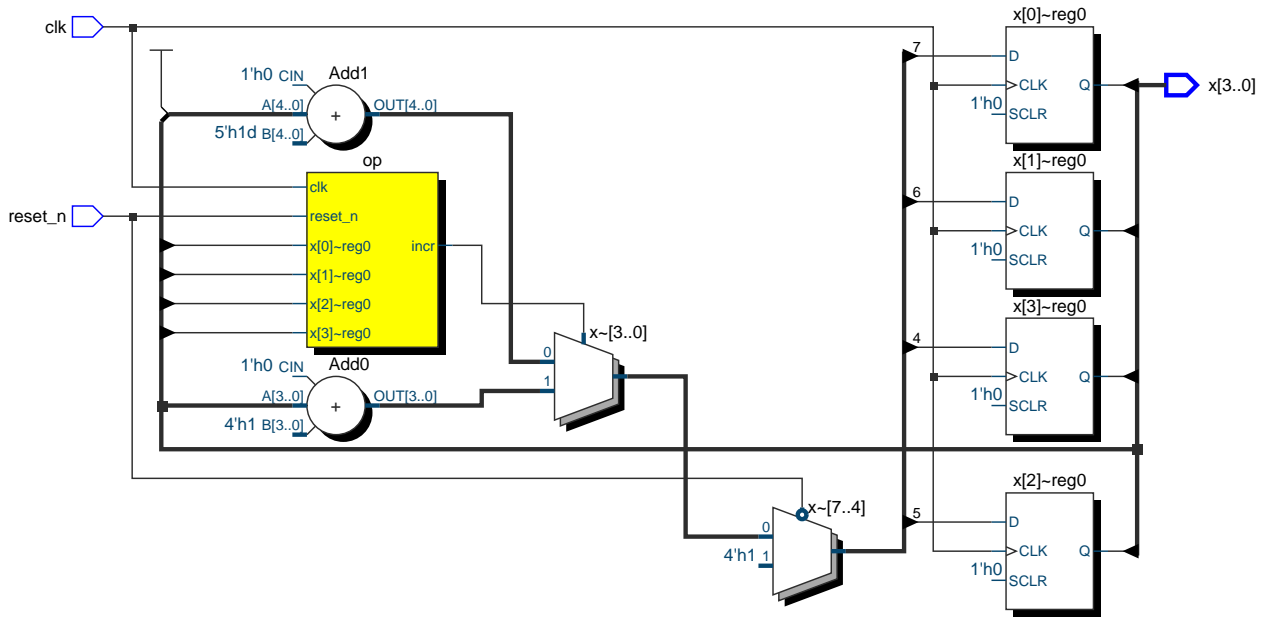 clk
reset_n
1'h0 CIN
Add1
A[4..0]
OUT[4..0]
+
5'h1d B[4..0]
op
clk
reset_n
x[0]~reg0
incr
x[1]~reg0
x[2]~reg0
x[3]~reg0
1'h0 CIN
Add0
A[3..0]
OUT[3..0]
+
4'h1 B[3..0]
x~[3..0]
0
1
x~[7..4]
0
4'h1 1
x[0]~reg0
7
D
CLK
Q
1'h0
SCLR
x[3..0]
x[1]~reg0
6
D
CLK
Q
1'h0
SCLR
x[3]~reg0
4
D
CLK
Q
1'h0
SCLR
x[2]~reg0
5
D
CLK
Q
1'h0
SCLR